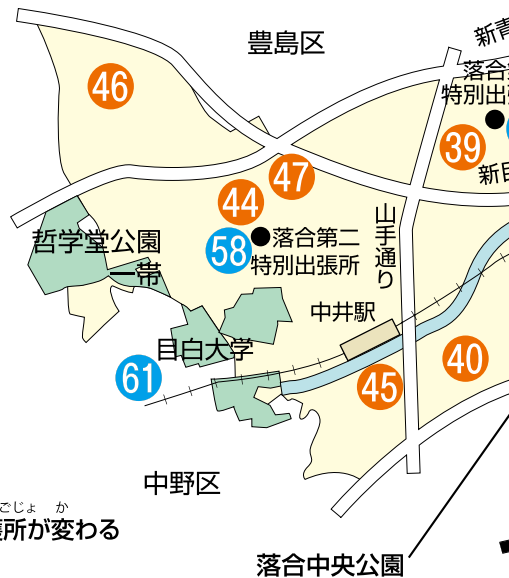 豊島区
新青
落合第
特別出張
46
39
新目
47
44
58
落合第二
特別出張所
山手通り
哲学堂公園
一帯
中井駅
目白大学
61
45
40
中野区
ごじょ か
護所が変わる
落合中央公園